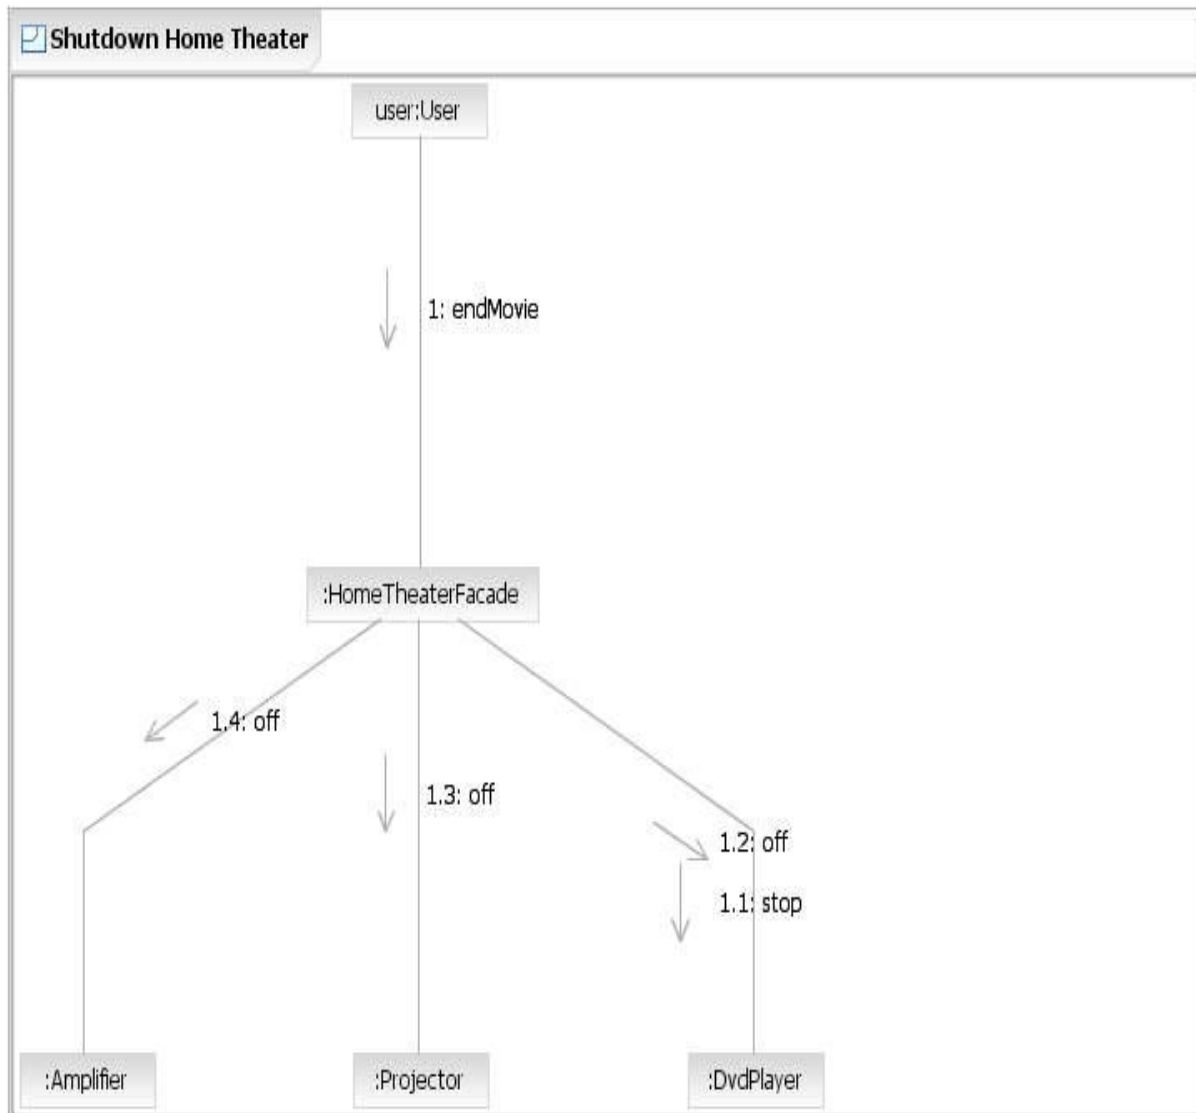 Shutdown Home Theater
user:User
1: endMovie
:HomeTheaterFacade
1.4: off
1.3: off
1.2: off
1.1: stop
:Amplifier
:Projector
:DvdPlayer